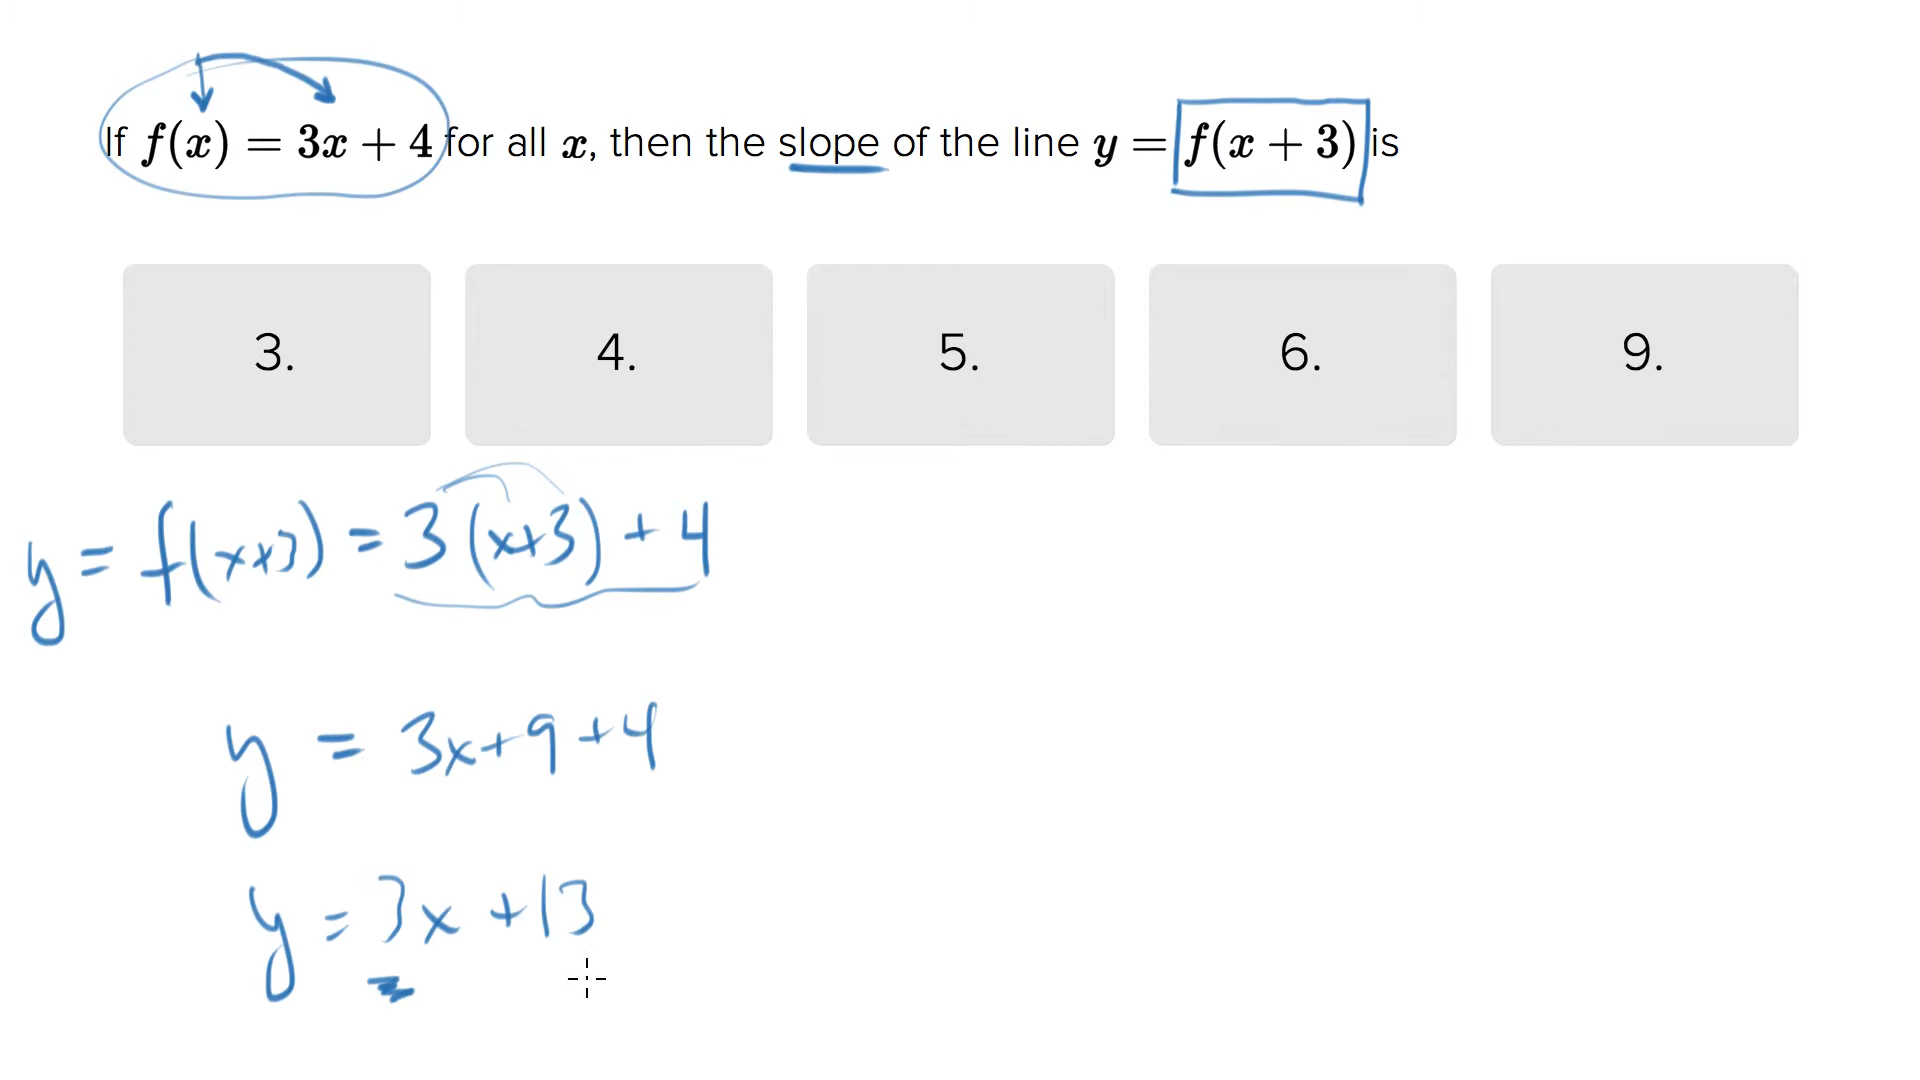 If f(x) = 3x + 4 for all x, then the slope of the line y = f(x + 3) is
3. 4. 5. 6. 9.
y = f(x+3) = 3(x+3) + 4
y = 3x+9+4
y = 3x +13